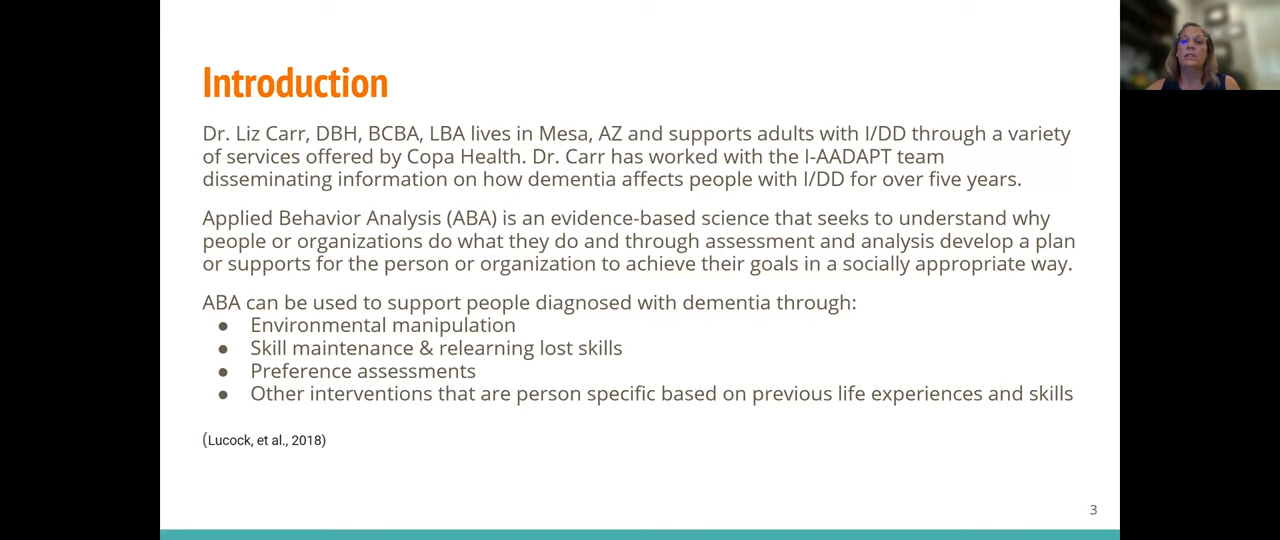 Introduction
Dr. Liz Carr, DBH, BCBA, LBA lives in Mesa, AZ and supports adults with I/DD through a variety
of services offered by Copa Health. Dr. Carr has worked with the I-AADAPT team
disseminating information on how dementia affects people with I/DD for over five years.
Applied Behavior Analysis (ABA) is an evidence-based science that seeks to understand why
people or organizations do what they do and through assessment and analysis develop a plan
or supports for the person or organization to achieve their goals in a socially appropriate way.
ABA can be used to support people diagnosed with dementia through:
● Environmental manipulation
● Skill maintenance & relearning lost skills
● Preference assessments
● Other interventions that are person specific based on previous life experiences and skills
(Lucock, et al., 2018)
3